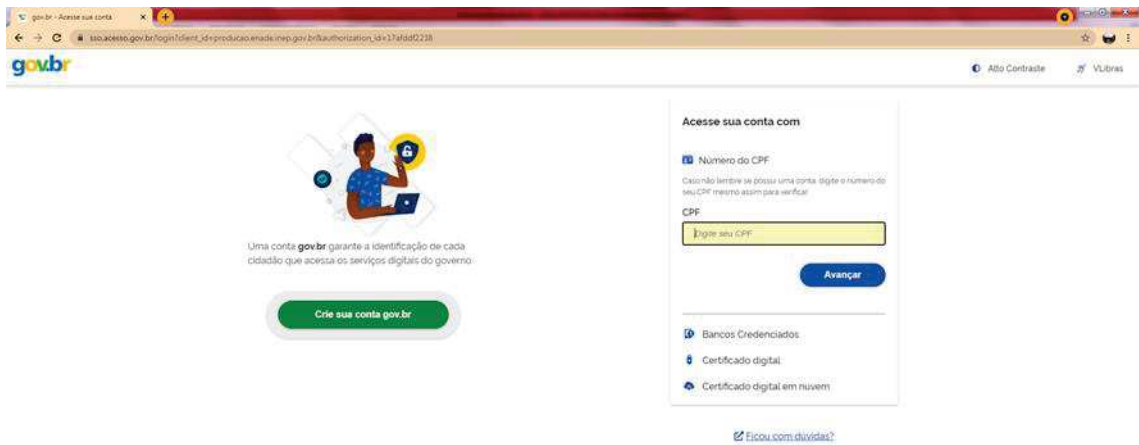 gov.br - Acesse sua conta
sso.acesso.gov.br/login?client_id=producao.enade.inep.gov.br&authorization_id=17afddf2218
gov.br
Alto Contraste
VLibras
Uma conta gov.br garante a identificação de cada
cidadão que acessa os serviços digitais do governo
Crie sua conta gov.br
Acesse sua conta com
Número do CPF
Caso não lembre se possui uma conta, digite o número do
seu CPF mesmo assim para verificar.
CPF
Digite seu CPF
Avançar
Bancos Credenciados
Certificado digital
Certificado digital em nuvem
Ficou com dúvidas?